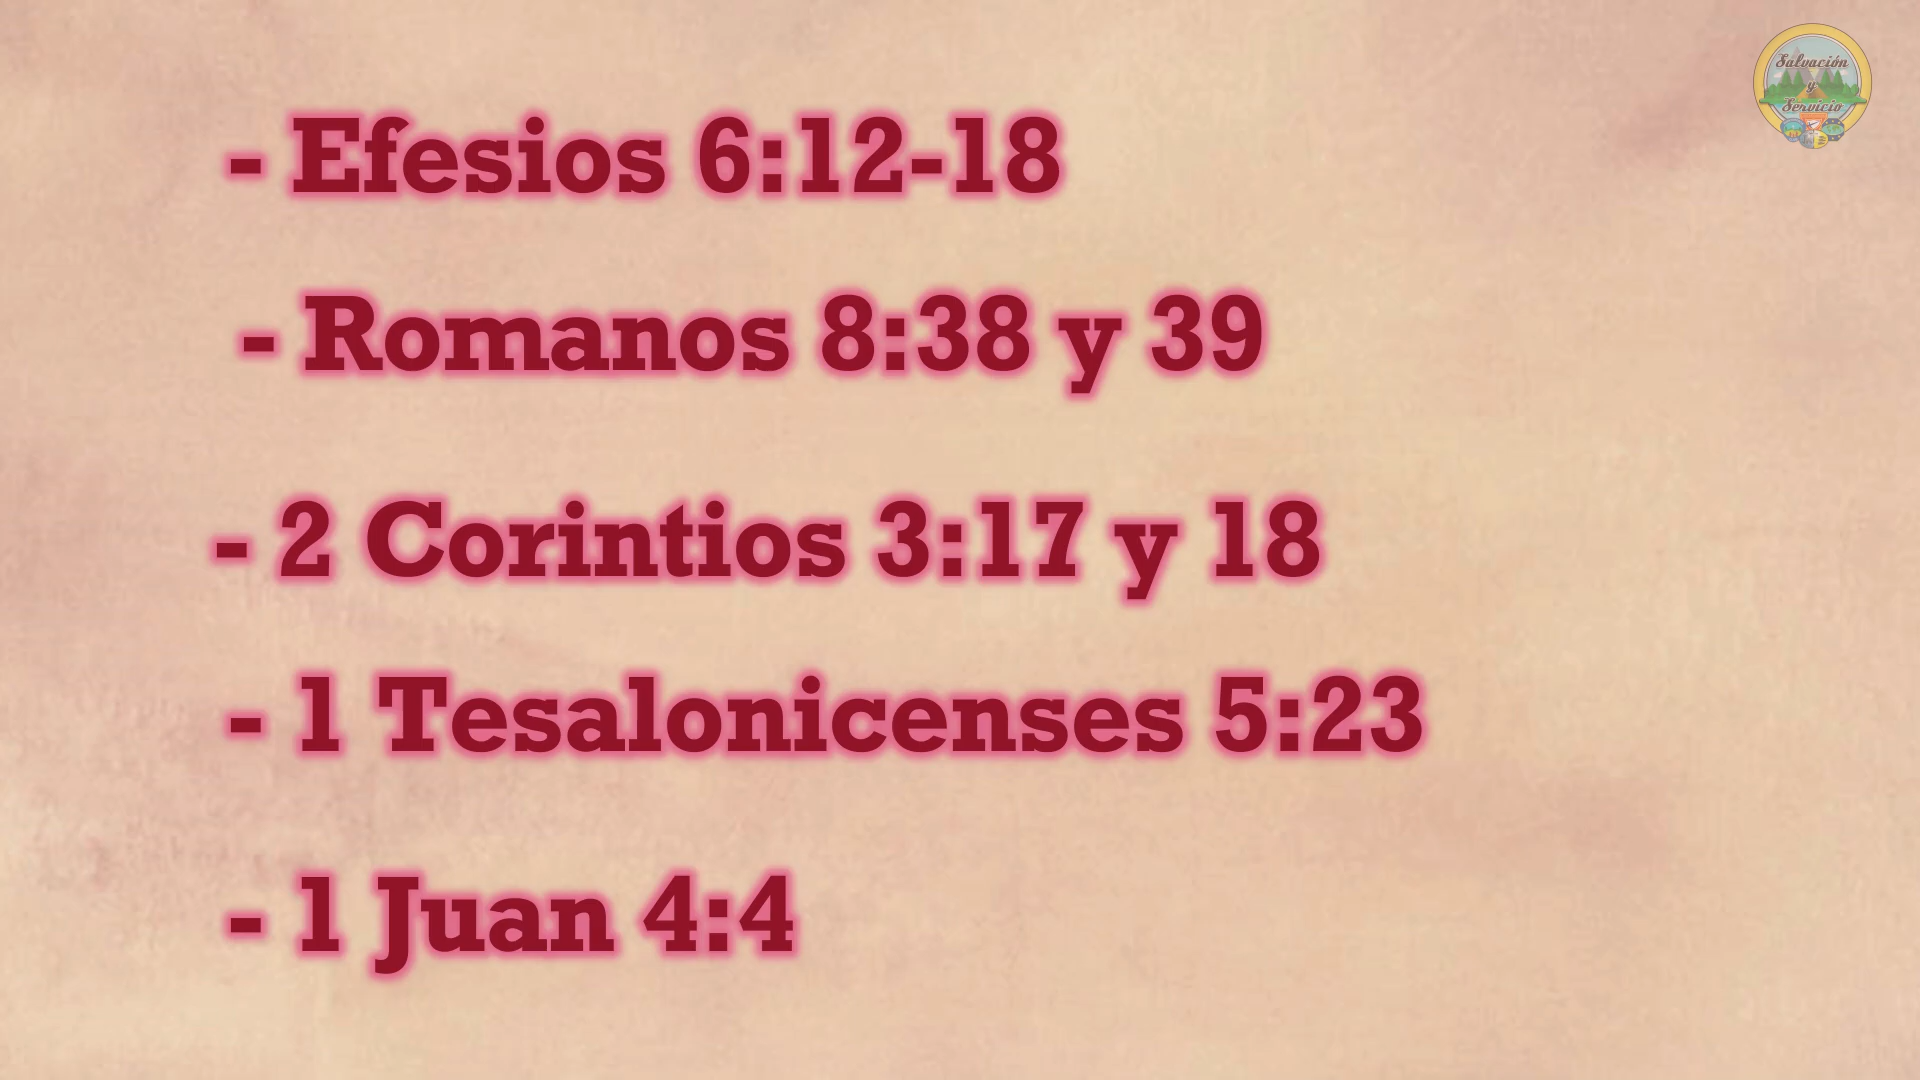 Salvación
y
Servicio
- Efesios 6:12-18
- Romanos 8:38 y 39
- 2 Corintios 3:17 y 18
- 1 Tesalonicenses 5:23
- 1 Juan 4:4